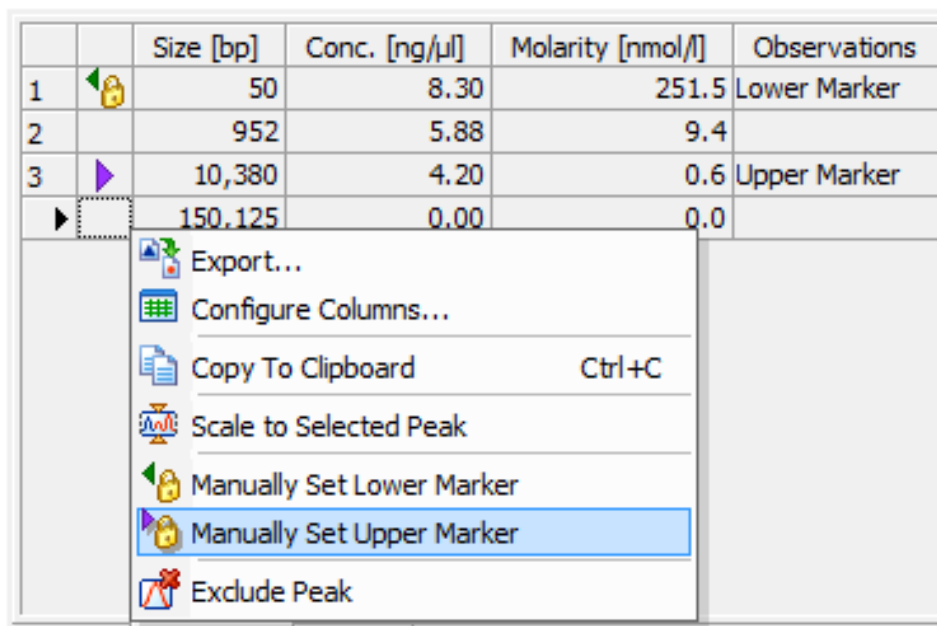 Size [bp] Conc. [ng/µl] Molarity [nmol/l] Observations
1 50 8.30 251.5 Lower Marker
2 952 5.88 9.4
3 10,380 4.20 0.6 Upper Marker
150,125 0.00 0.0
Export...
Configure Columns...
Copy To Clipboard Ctrl+C
Scale to Selected Peak
Manually Set Lower Marker
Manually Set Upper Marker
Exclude Peak